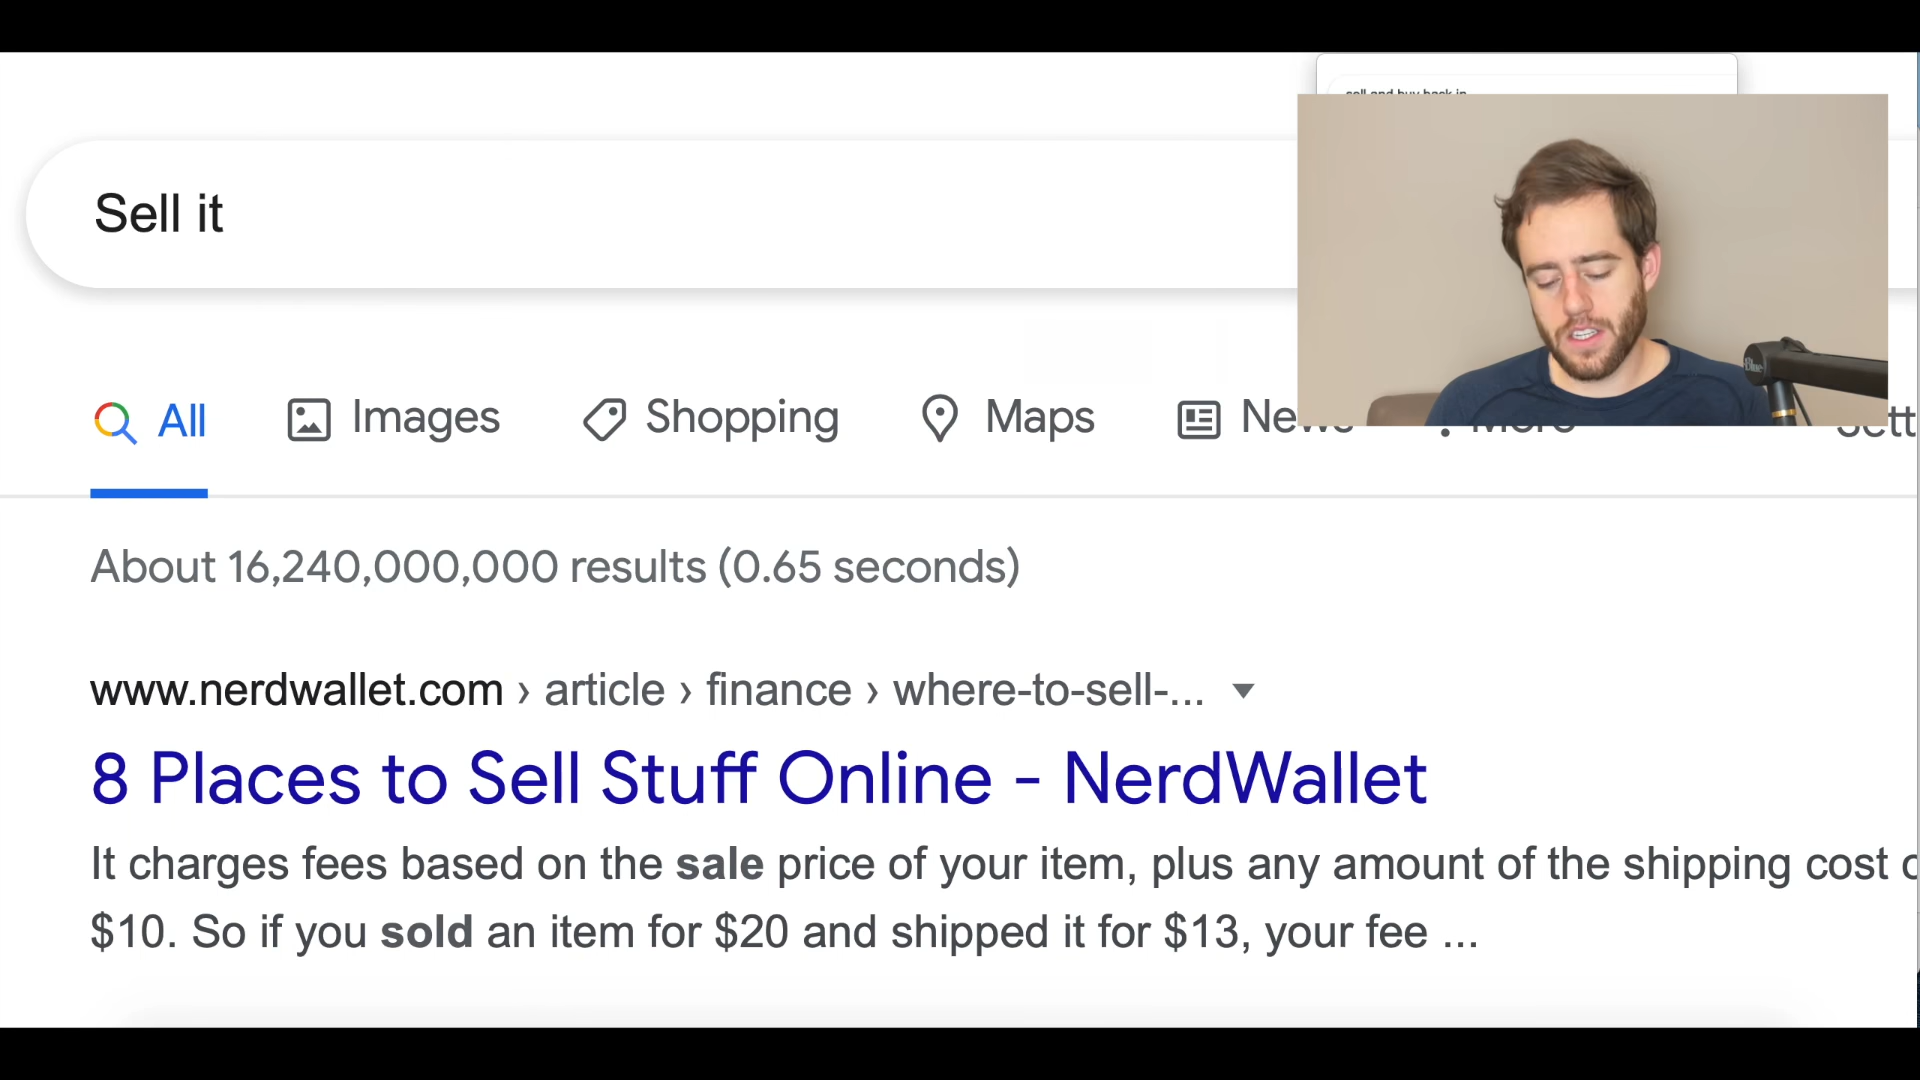 Sell it
All Images Shopping Maps
About 16,240,000,000 results (0.65 seconds)
www.nerdwallet.com › article › finance › where-to-sell-...
8 Places to Sell Stuff Online - NerdWallet
It charges fees based on the sale price of your item, plus any amount of the shipping cost
$10. So if you sold an item for $20 and shipped it for $13, your fee ...